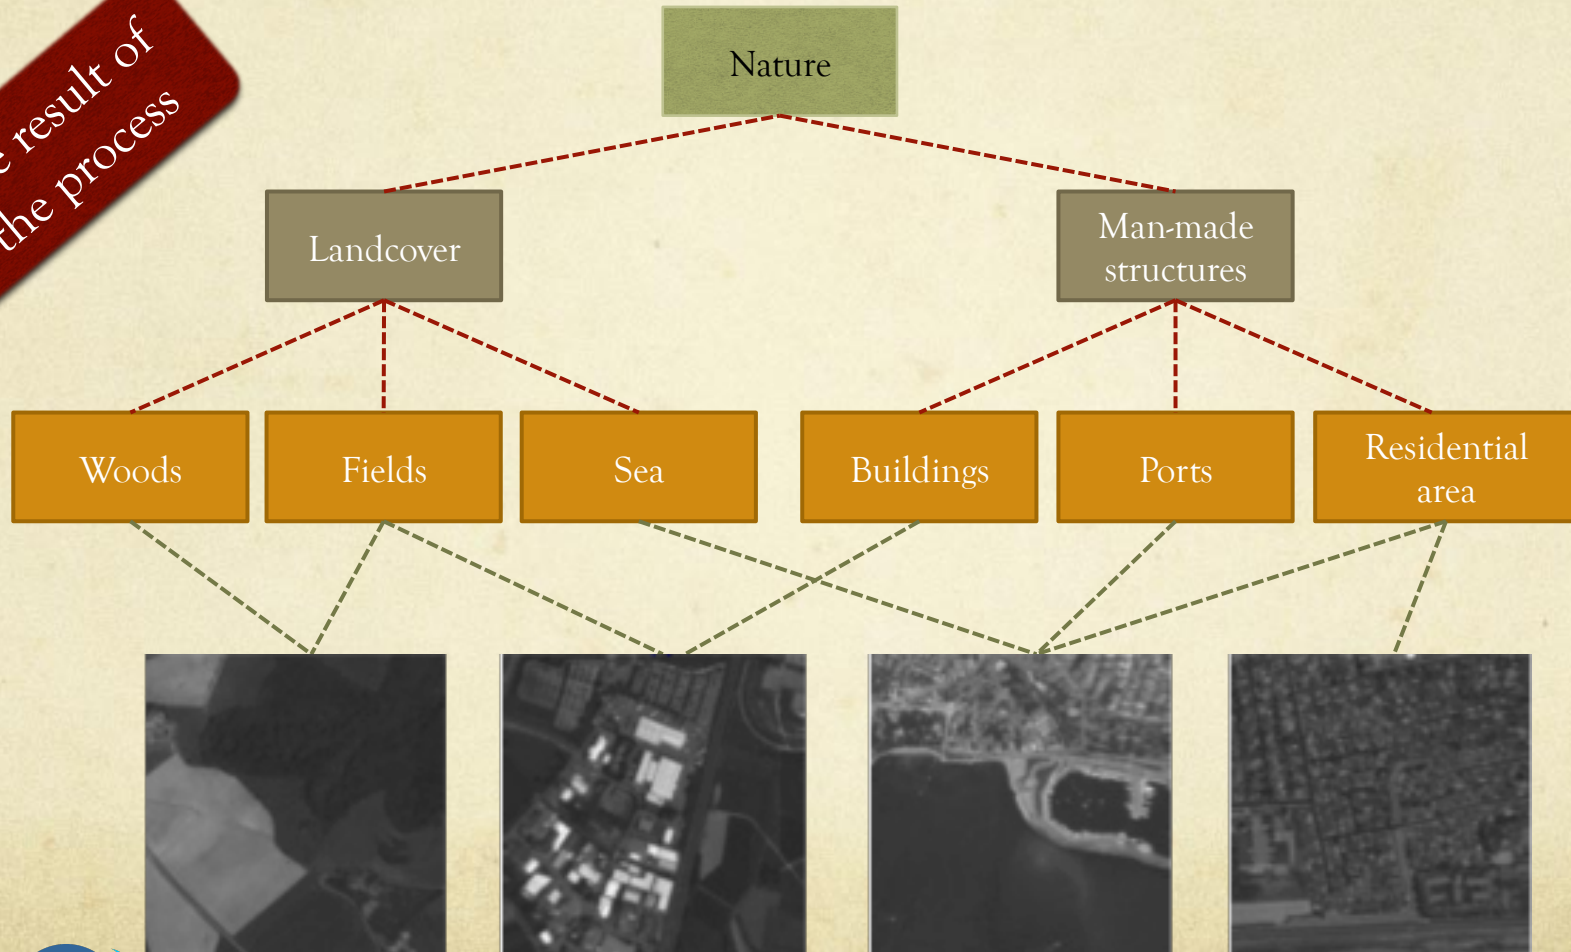 result of
the process
Nature
Landcover
Man-made
structures
Woods
Fields
Sea
Buildings
Ports
Residential
area